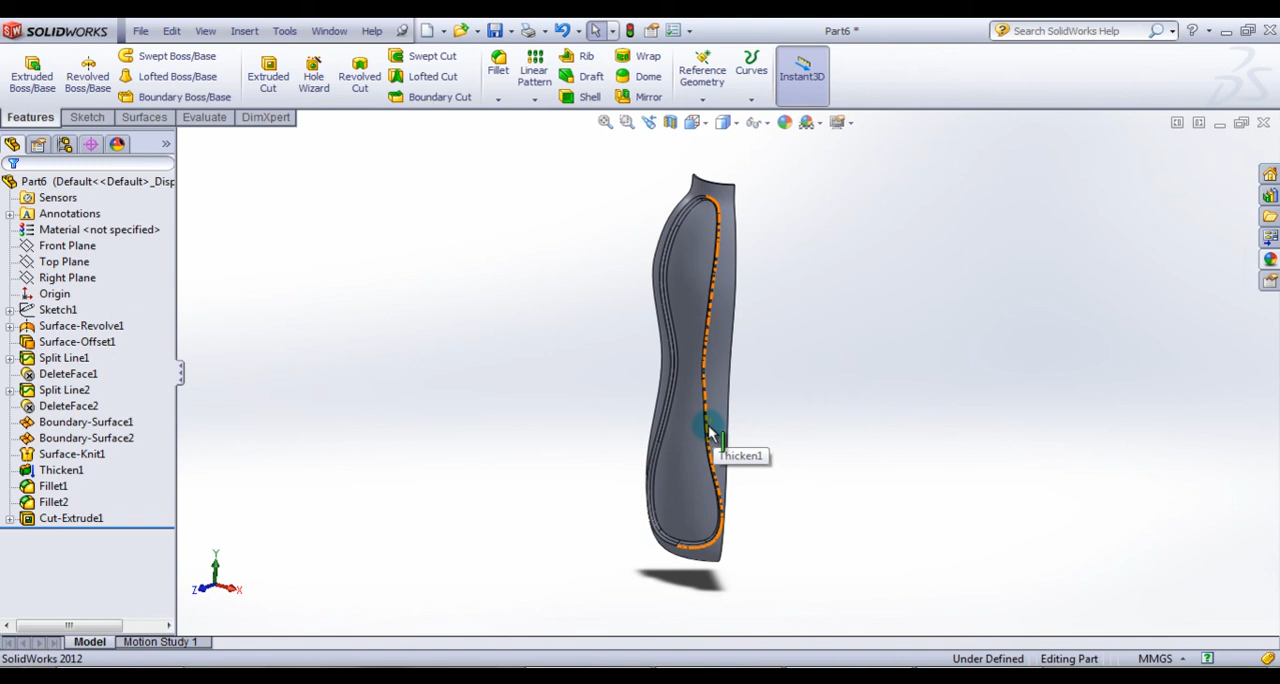 SOLIDWORKS File Edit View Insert Tools Window Help Part6 * Search SolidWorks Help
Extruded Boss/Base
Revolved Boss/Base
Swept Boss/Base
Lofted Boss/Base
Boundary Boss/Base
Extruded Cut
Hole Wizard
Revolved Cut
Swept Cut
Lofted Cut
Boundary Cut
Fillet
Linear Pattern
Rib
Draft
Shell
Wrap
Dome
Mirror
Reference Geometry
Curves
Instant3D
Features Sketch Surfaces Evaluate DimXpert
Part6 (Default<<Default>_Disp
Sensors
Annotations
Material <not specified>
Front Plane
Top Plane
Right Plane
Origin
Sketch1
Surface-Revolve1
Surface-Offset1
Split Line1
DeleteFace1
Split Line2
DeleteFace2
Boundary-Surface1
Boundary-Surface2
Surface-Knit1
Thicken1
Fillet1
Fillet2
Cut-Extrude1
Thicken1
Y
Z X
Model Motion Study 1
SolidWorks 2012 Under Defined Editing Part MMGS